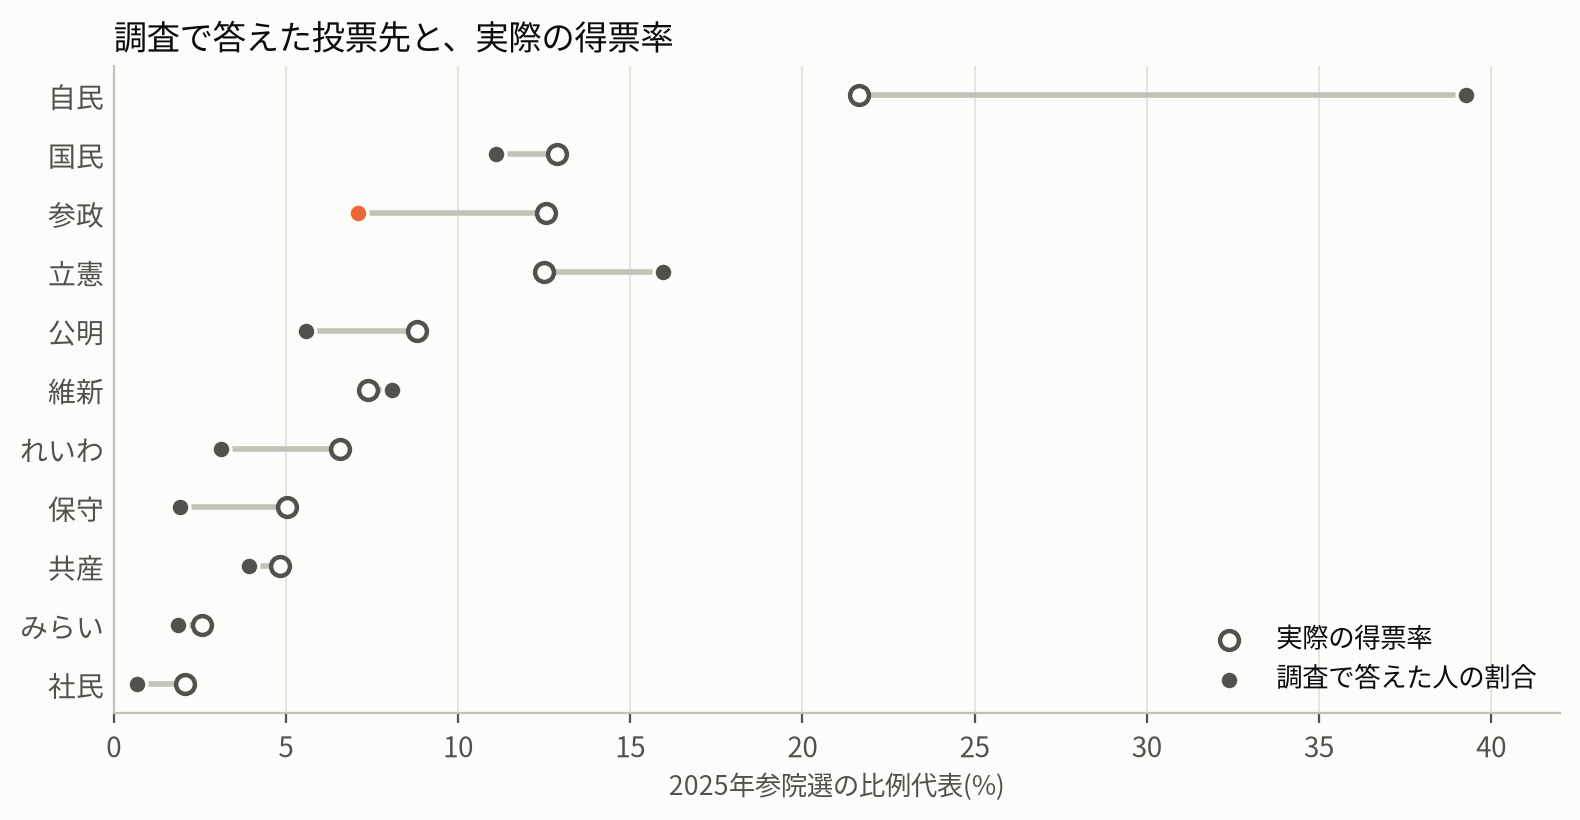 調査で答えた投票先と、実際の得票率
自民
国民
参政
立憲
公明
維新
れいわ
保守
共産
みらい
社民
実際の得票率
調査で答えた人の割合
0 5 10 15 20 25 30 35 40
2025年参院選の比例代表(%)